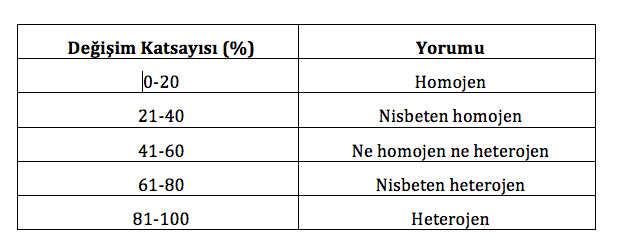 Değişim Katsayısı (%) Yorumu
0-20 Homojen
21-40 Nisbeten homojen
41-60 Ne homojen ne heterojen
61-80 Nisbeten heterojen
81-100 Heterojen